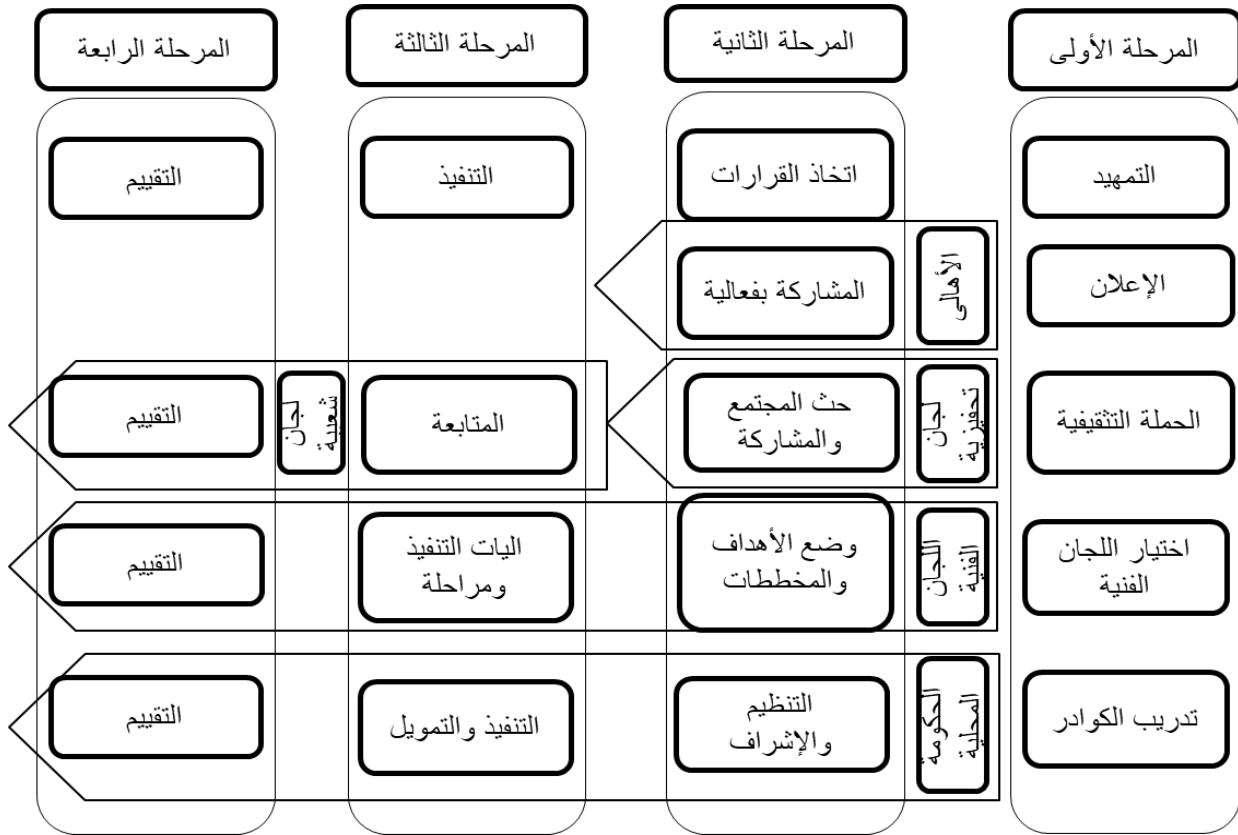 المرحلة الأولى
المرحلة الثانية
المرحلة الثالثة
المرحلة الرابعة
التمهيد
اتخاذ القرارات
التنفيذ
التقييم
الإعلان
الأهالى
المشاركة بفعالية
الحملة التثقيفية
لجان
تحفيزية
حث المجتمع
والمشاركة
المتابعة
لجان
شعبية
التقييم
اختيار اللجان
الفنية
اللجان
الفنية
وضع الأهداف
والمخططات
اليات التنفيذ
ومراحلة
التقييم
تدريب الكوادر
الحكومة
المحلية
التنظيم
والإشراف
التنفيذ والتمويل
التقييم